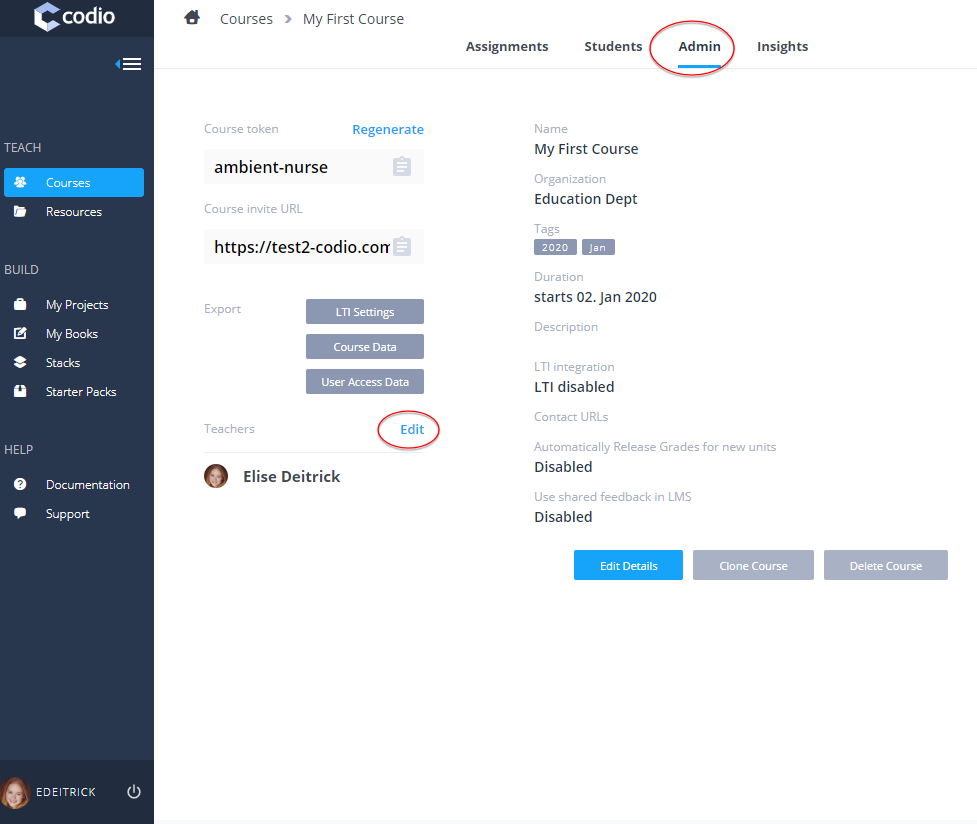 codio
Courses
My First Course
Assignments
Students
Admin
Insights
TEACH
Courses
Resources
BUILD
My Projects
My Books
Stacks
Starter Packs
HELP
Documentation
Support
EDEITRICK
Course token
Regenerate
ambient-nurse
Course invite URL
https://test2-codio.com
Export
LTI Settings
Course Data
User Access Data
Teachers
Edit
Elise Deitrick
Name
My First Course
Organization
Education Dept
Tags
2020 Jan
Duration
starts 02. Jan 2020
Description
LTI integration
LTI disabled
Contact URLs
Automatically Release Grades for new units
Disabled
Use shared feedback in LMS
Disabled
Edit Details
Clone Course
Delete Course